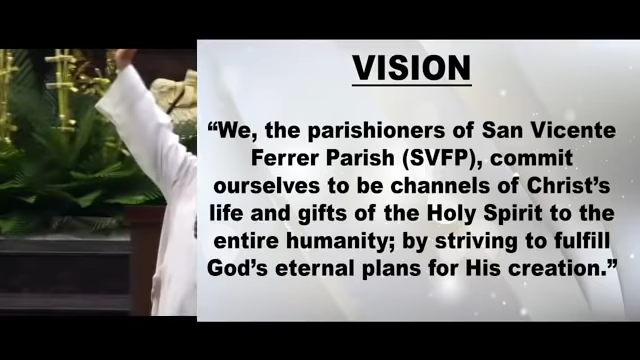 VISION
“We, the parishioners of San Vicente
Ferrer Parish (SVFP), commit
ourselves to be channels of Christ’s
life and gifts of the Holy Spirit to the
entire humanity; by striving to fulfill
God’s eternal plans for His creation.”